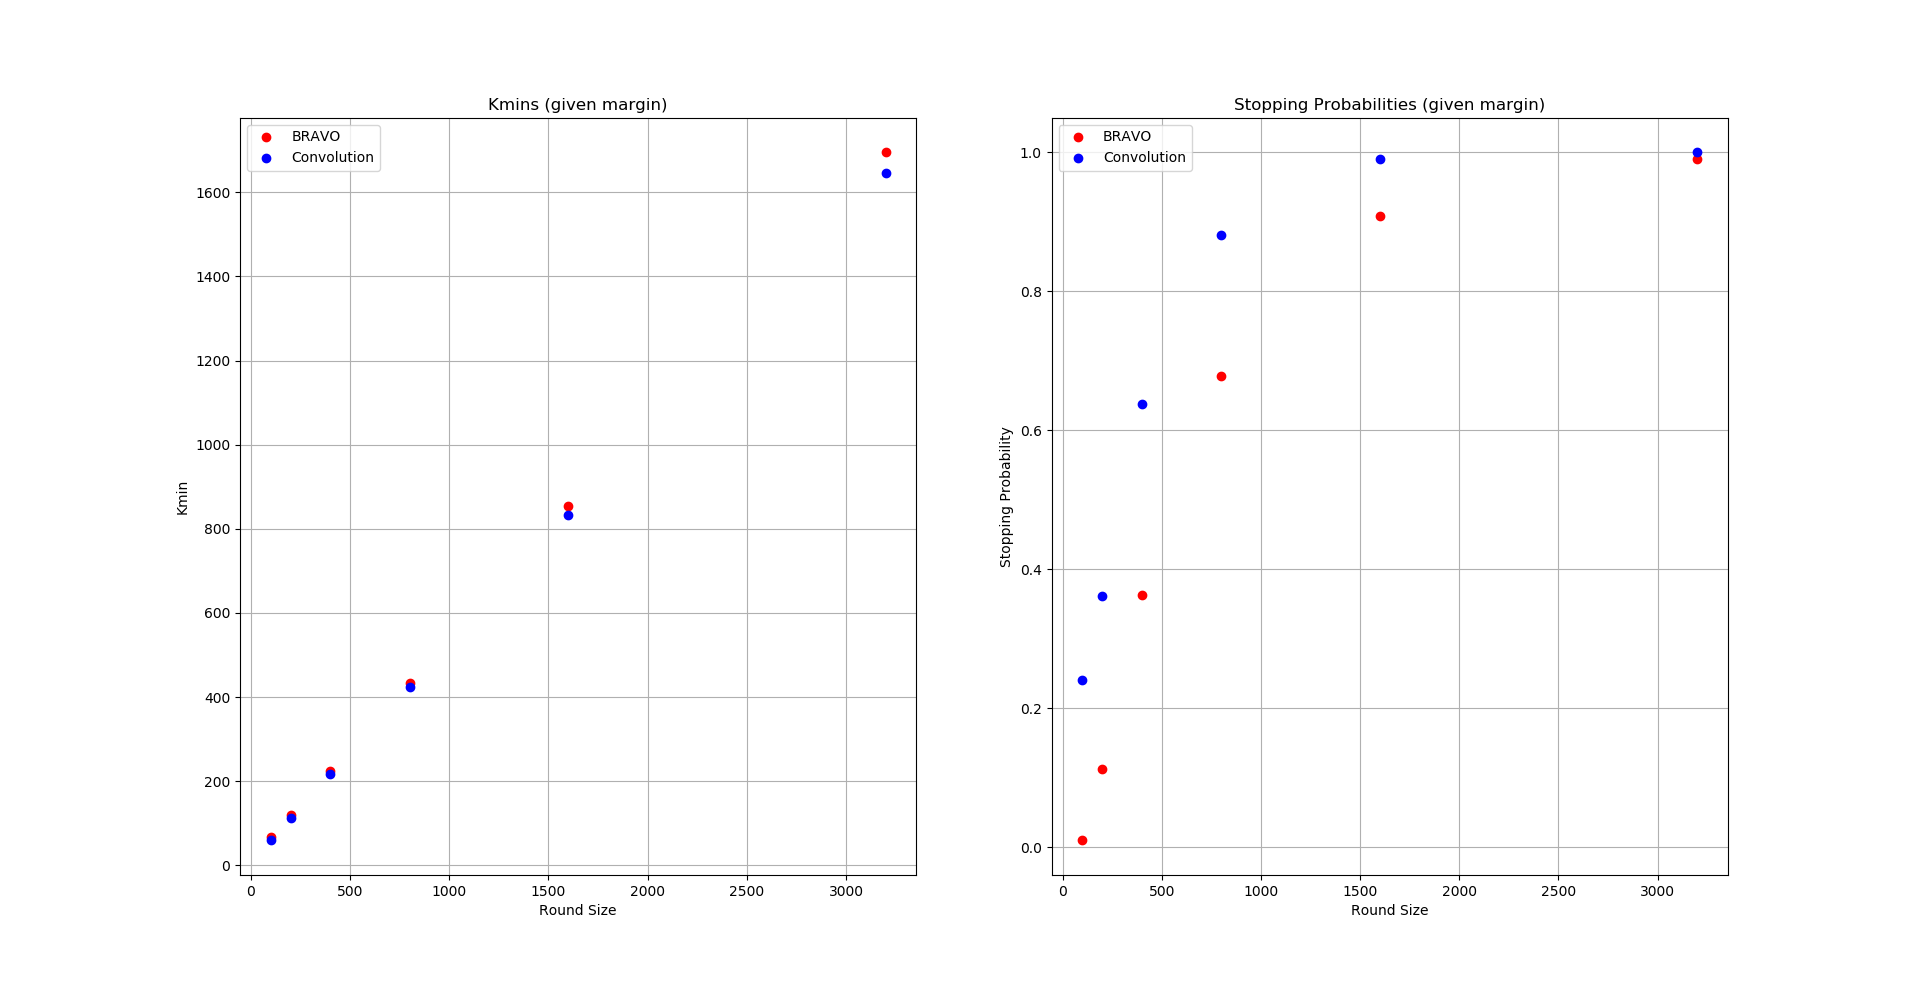 Kmins (given margin)
BRAVO
Convolution
1600
1400
1200
1000
800
600
400
200
0
Kmin
0 500 1000 1500 2000 2500 3000
Round Size
Stopping Probabilities (given margin)
BRAVO
Convolution
1.0
0.8
0.6
0.4
0.2
0.0
Stopping Probability
0 500 1000 1500 2000 2500 3000
Round Size